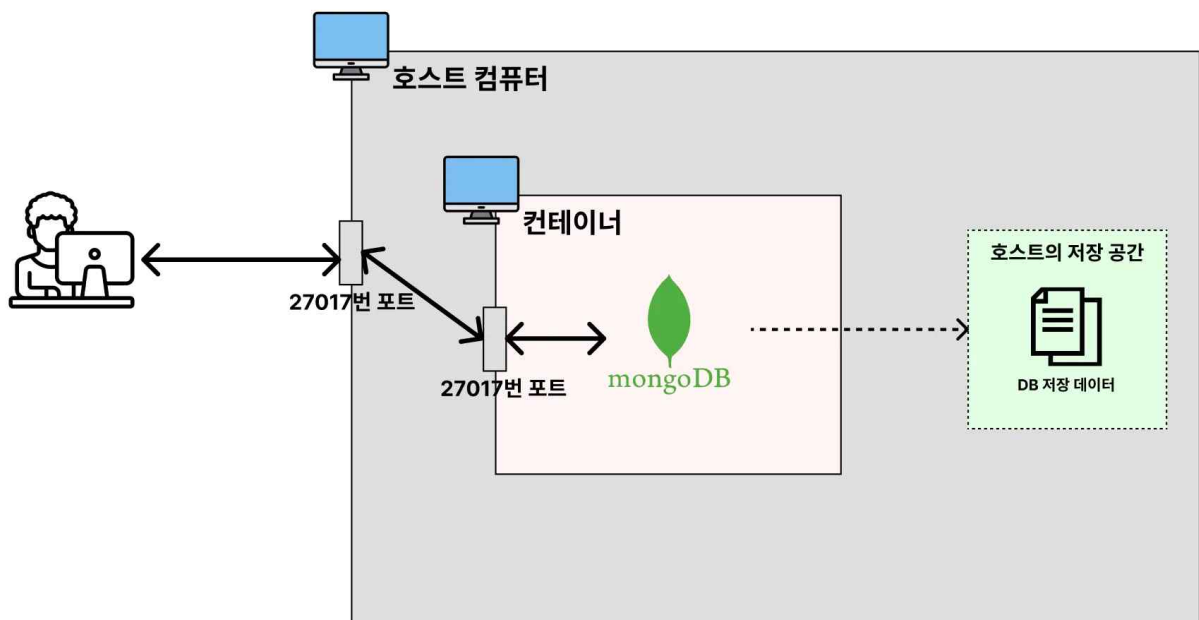 호스트 컴퓨터
컨테이너
호스트의 저장 공간
27017번 포트
mongoDB
DB 저장 데이터
27017번 포트